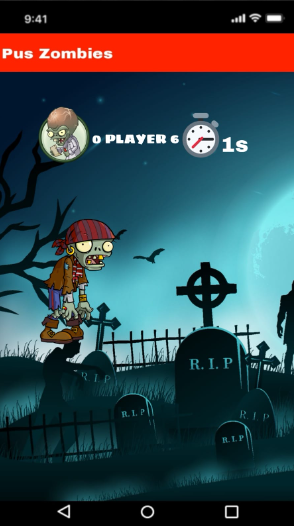 9:41
Pus Zombies
0 PLAYER 6
1s
R.I.P
R.I.P
R.I.P
R.I.P